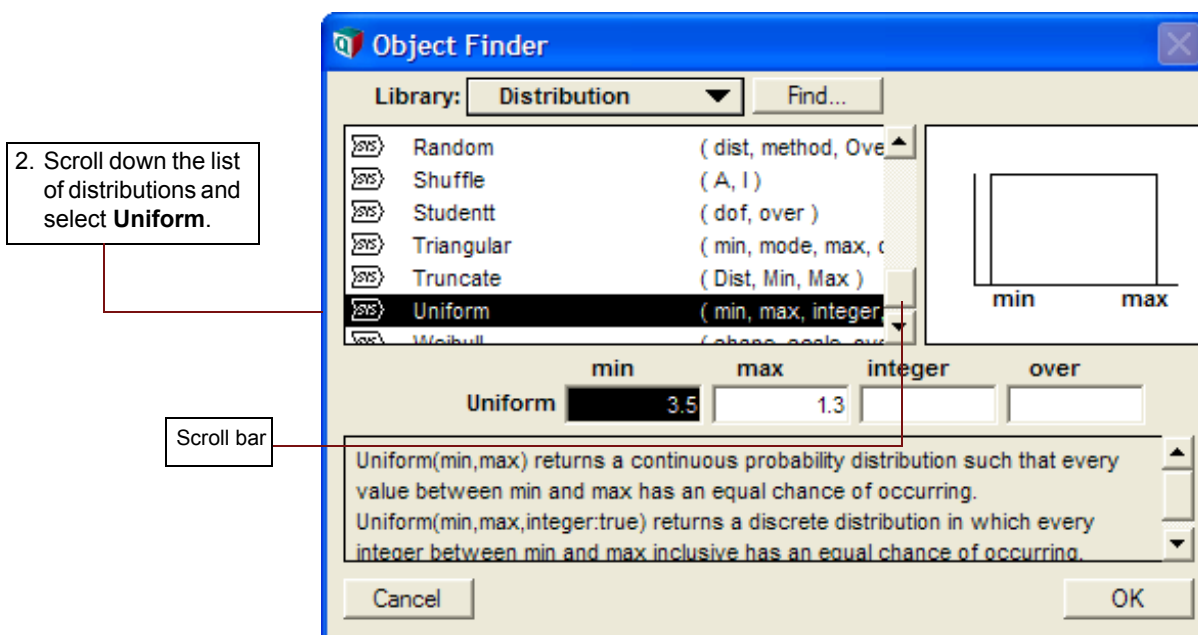 Object Finder
Library: Distribution Find...
2. Scroll down the list
of distributions and
select Uniform.
Random ( dist, method, Ove
Shuffle ( A, I )
Studentt ( dof, over )
Triangular ( min, mode, max, o
Truncate ( Dist, Min, Max )
Uniform ( min, max, integer,
Weibull ( shape, scale, ove
min max
min max integer over
Uniform 3.5 1.3
Scroll bar
Uniform(min,max) returns a continuous probability distribution such that every
value between min and max has an equal chance of occurring.
Uniform(min,max,integer:true) returns a discrete distribution in which every
integer between min and max inclusive has an equal chance of occurring.
Cancel OK